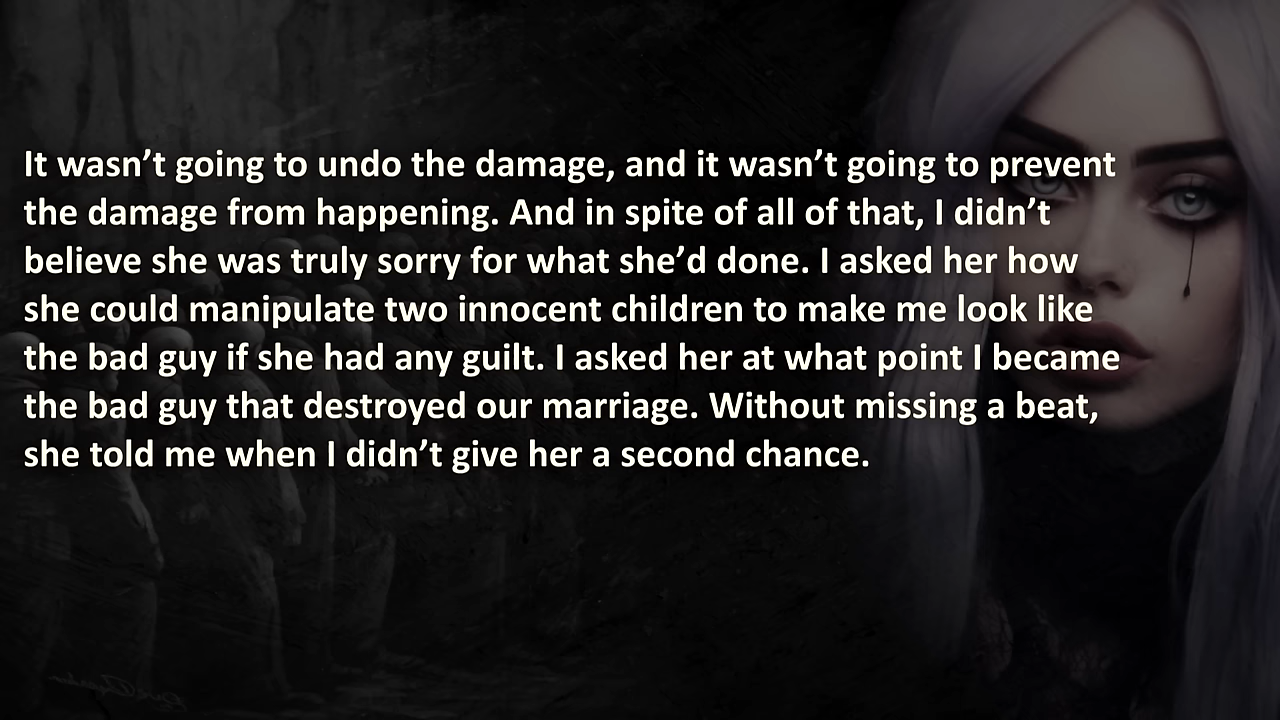 It wasn’t going to undo the damage, and it wasn’t going to prevent
the damage from happening. And in spite of all of that, I didn’t
believe she was truly sorry for what she’d done. I asked her how
she could manipulate two innocent children to make me look like
the bad guy if she had any guilt. I asked her at what point I became
the bad guy that destroyed our marriage. Without missing a beat,
she told me when I didn’t give her a second chance.